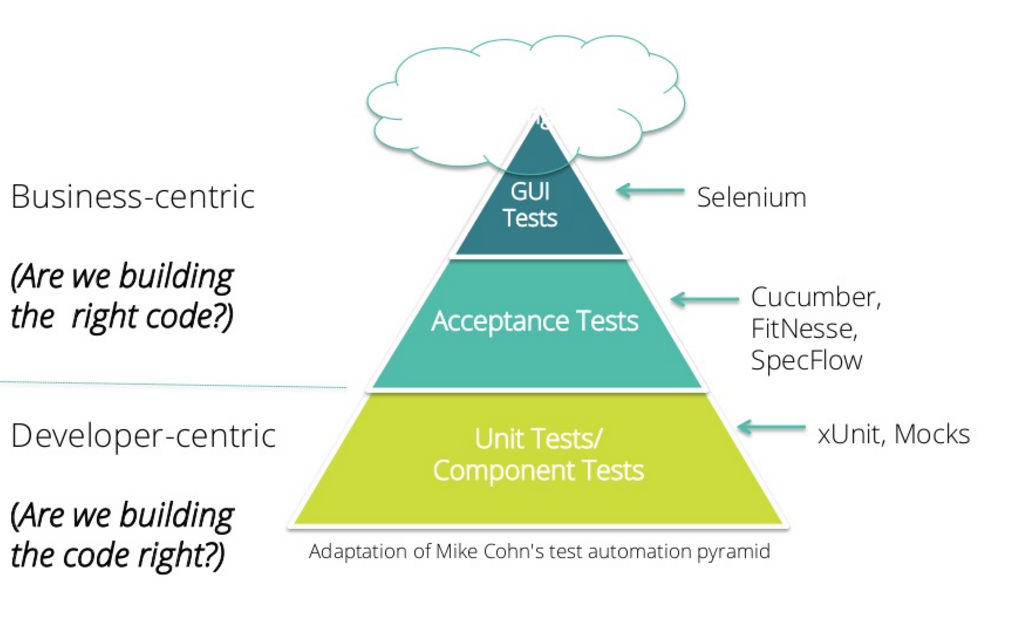 Business-centric
(Are we building
the right code?)
GUI
Tests
Selenium
Acceptance Tests
Cucumber,
FitNesse,
SpecFlow
Developer-centric
(Are we building
the code right?)
Unit Tests/
Component Tests
xUnit, Mocks
Adaptation of Mike Cohn's test automation pyramid